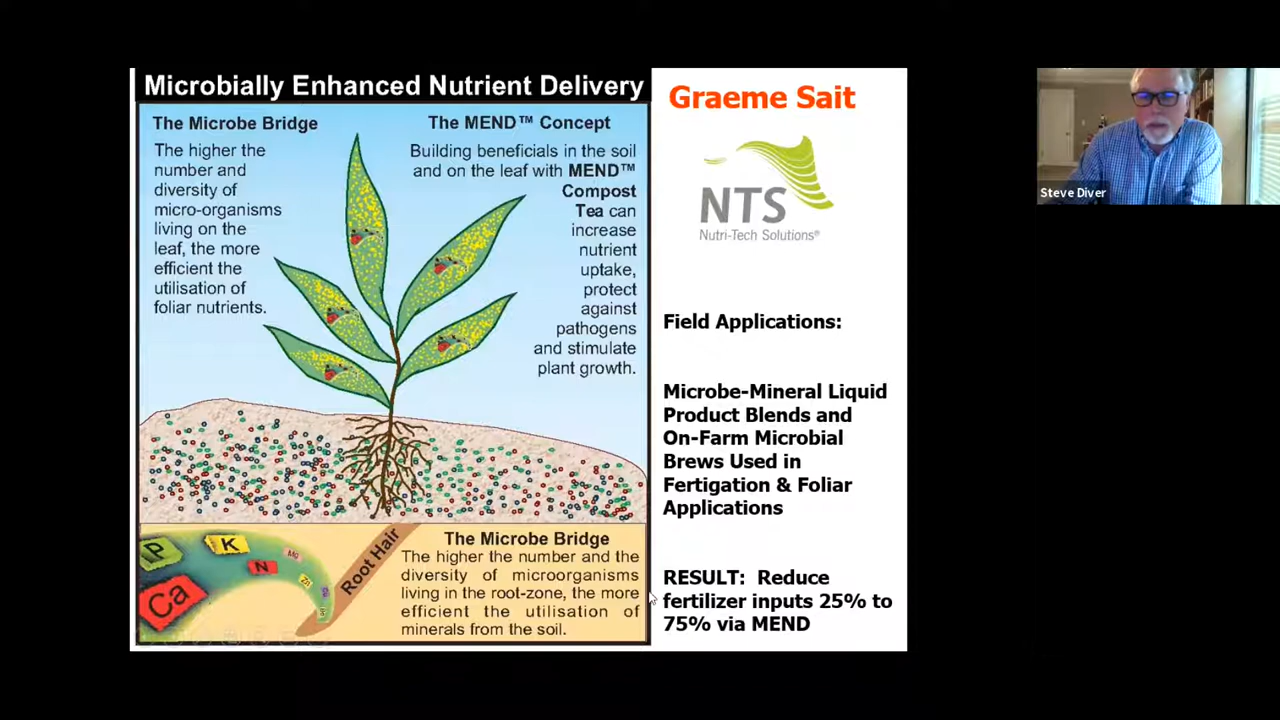 Microbially Enhanced Nutrient Delivery
The Microbe Bridge
The higher the
number and
diversity of
micro-organisms
living on the
leaf, the more
efficient the
utilisation of
foliar nutrients.
The MEND™ Concept
Building beneficials in the soil
and on the leaf with MEND™
Compost
Tea can
increase
nutrient
uptake,
protect
against
pathogens
and stimulate
plant growth.
P
K
N
Mg
Ca
Root Hair
The Microbe Bridge
The higher the number and the
diversity of microorganisms
living in the root-zone, the more
efficient the utilisation of
minerals from the soil.
Graeme Sait
NTS
Nutri-Tech Solutions®
Field Applications:
Microbe-Mineral Liquid
Product Blends and
On-Farm Microbial
Brews Used in
Fertigation & Foliar
Applications
RESULT: Reduce
fertilizer inputs 25% to
75% via MEND
Steve Diver